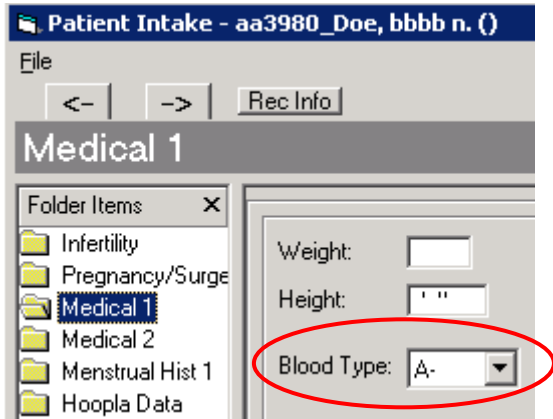 Patient Intake - aa3980_Doe, bbbb n. ()
File
<- -> Rec Info
Medical 1
Folder Items X
Infertility
Pregnancy/Surge
Medical 1
Medical 2
Menstrual Hist 1
Hoopla Data
Weight:
Height: ' "
Blood Type: A-